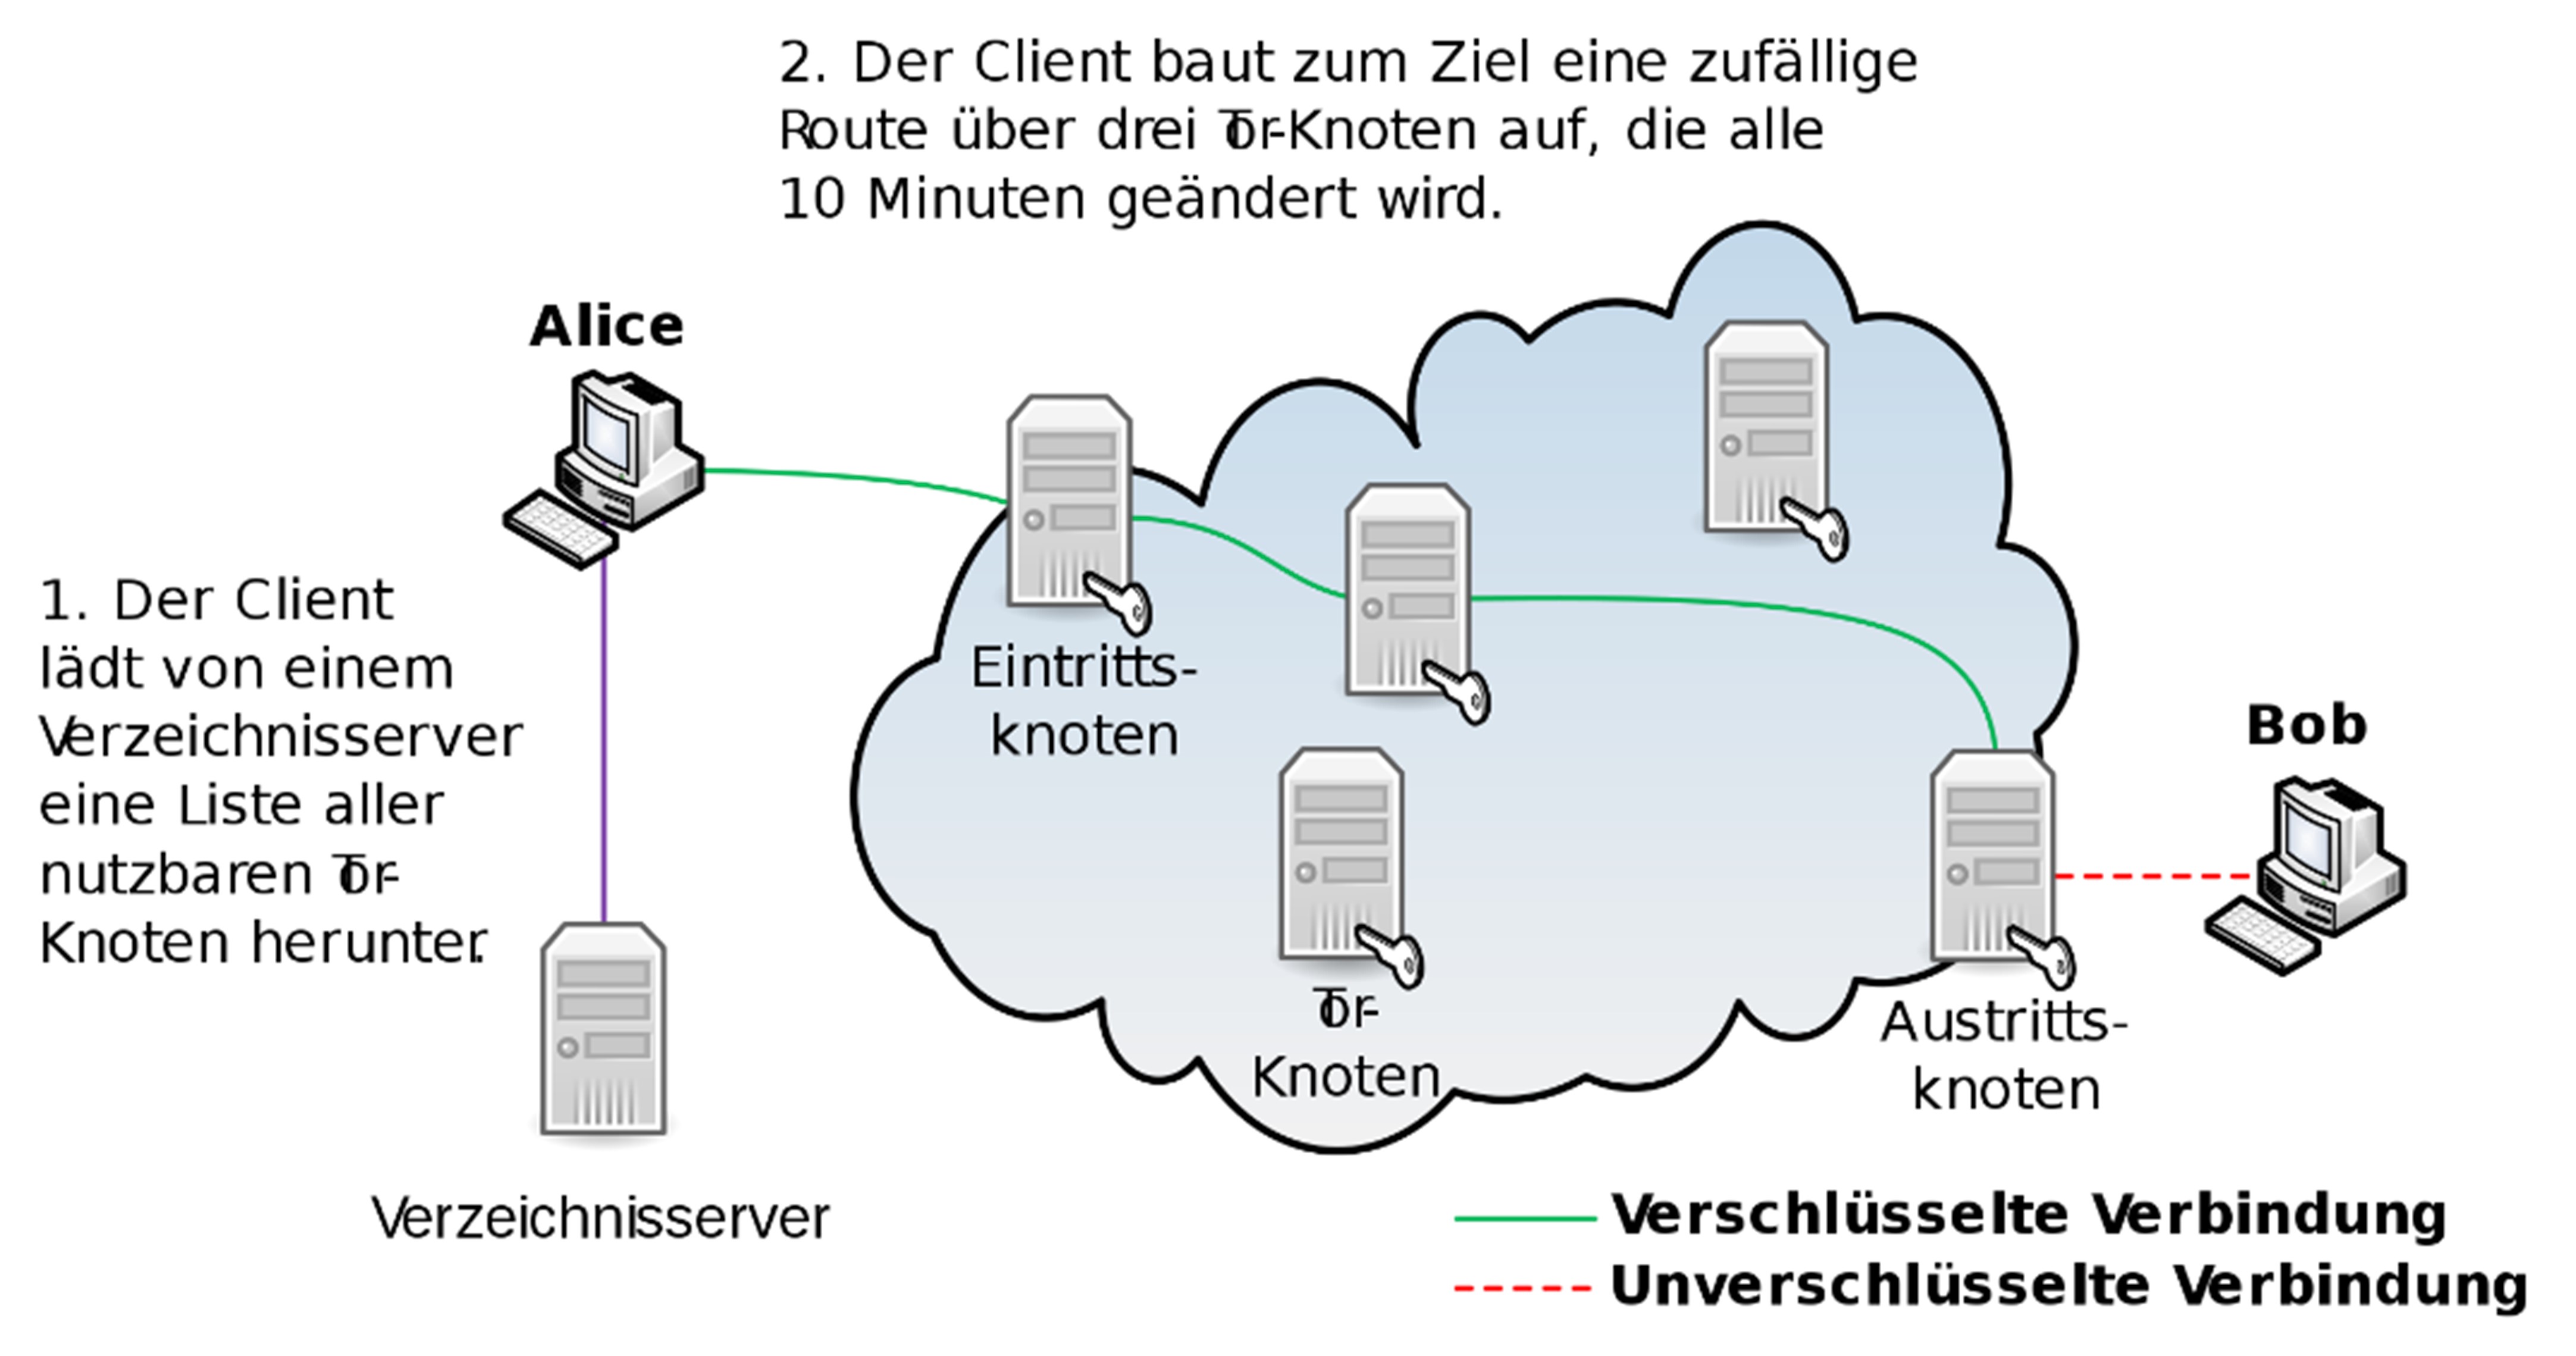 2. Der Client baut zum Ziel eine zufällige
Route über drei Tor-Knoten auf, die alle
10 Minuten geändert wird.
Alice
1. Der Client
lädt von einem
Verzeichnisserver
eine Liste aller
nutzbaren Tor-
Knoten herunter.
Eintritts-
knoten
Bob
Tor-
Knoten
Austritts-
knoten
Verzeichnisserver
Verschlüsselte Verbindung
Unverschlüsselte Verbindung